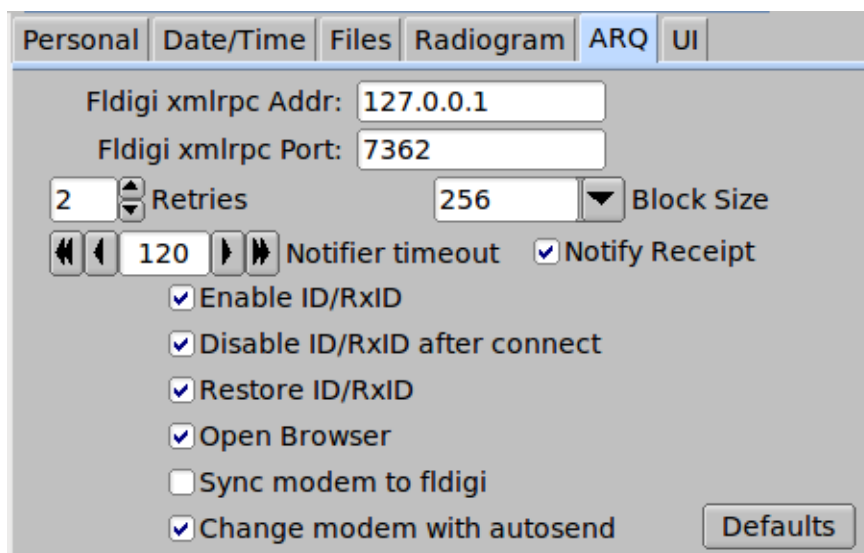 Personal Date/Time Files Radiogram ARQ UI
Fldigi xmlrpc Addr: 127.0.0.1
Fldigi xmlrpc Port: 7362
2 Retries 256 Block Size
120 Notifier timeout Notify Receipt
Enable ID/RxID
Disable ID/RxID after connect
Restore ID/RxID
Open Browser
Sync modem to fldigi
Change modem with autosend Defaults